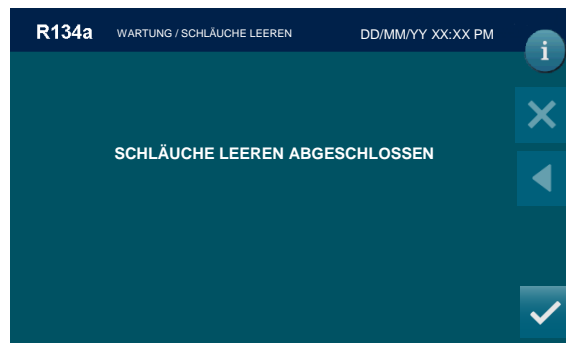 R134a WARTUNG / SCHLÄUCHE LEEREN DD/MM/YY XX:XX PM
i
SCHLÄUCHE LEEREN ABGESCHLOSSEN